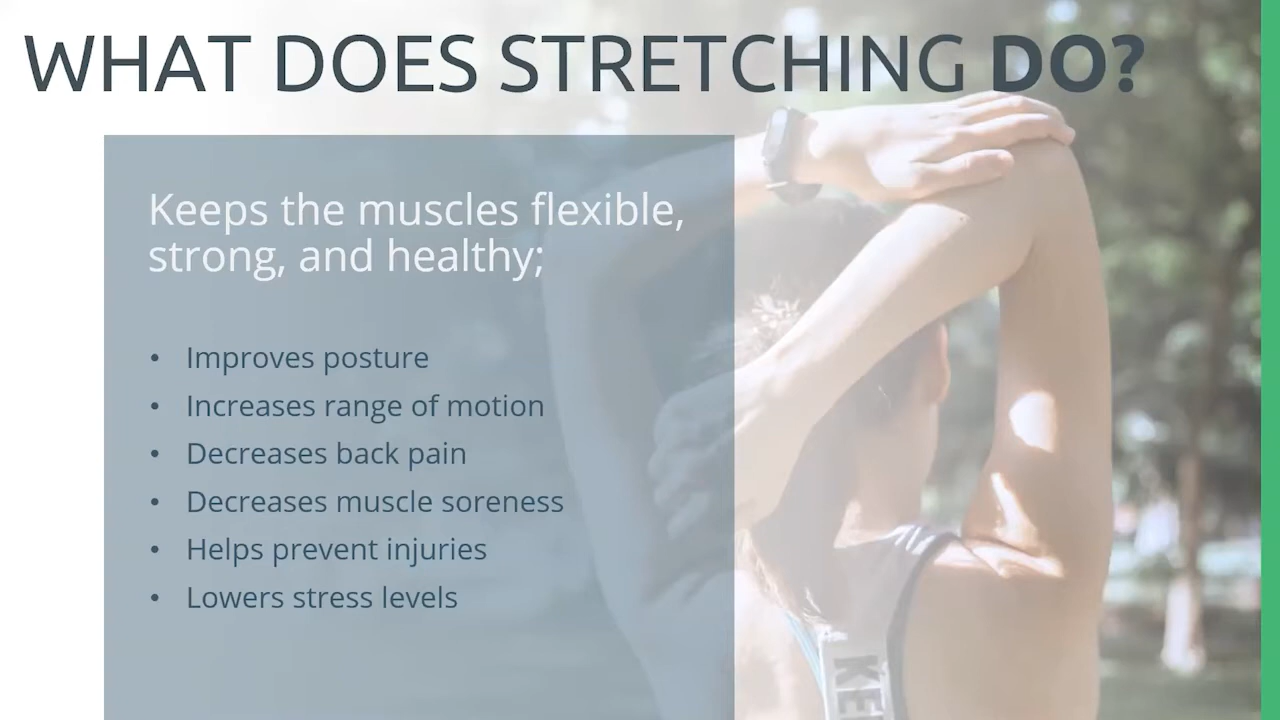 WHAT DOES STRETCHING DO?
Keeps the muscles flexible,
strong, and healthy;
• Improves posture
• Increases range of motion
• Decreases back pain
• Decreases muscle soreness
• Helps prevent injuries
• Lowers stress levels
KE